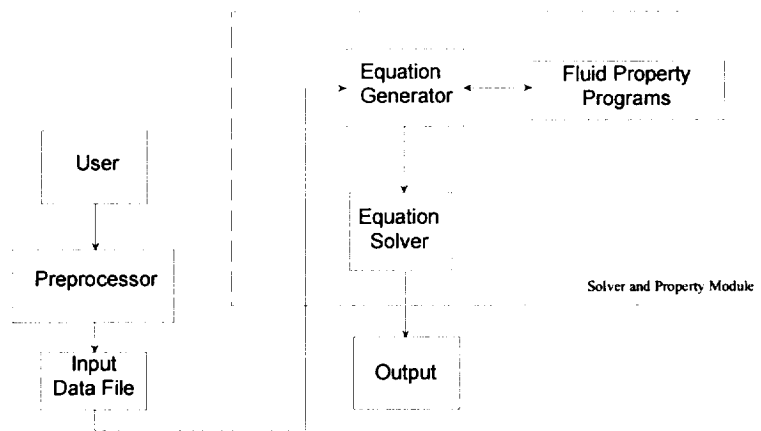 Equation
Generator
Fluid Property
Programs
User
Equation
Solver
Preprocessor
Solver and Property Module
Input
Data File
Output